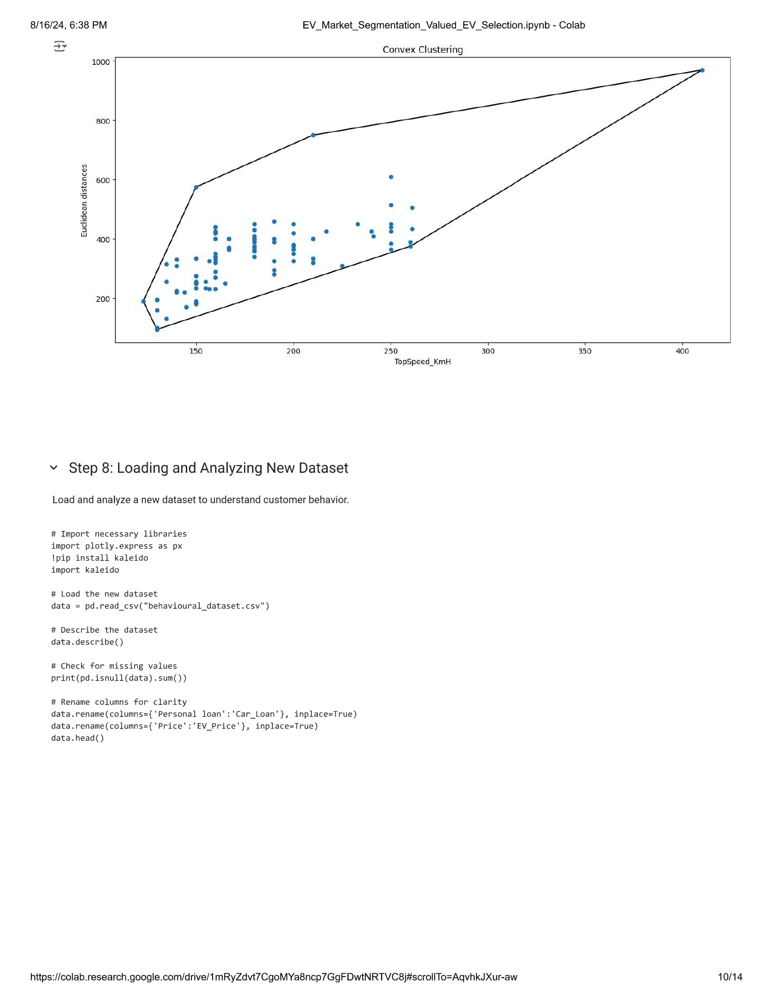 8/16/24, 6:38 PM
EV_Market_Segmentation_Valued_EV_Selection.ipynb - Colab
Convex Clustering
1000
800
600
400
200
Euclidean distances
150
200
250
300
350
400
TopSpeed_KmH
Step 8: Loading and Analyzing New Dataset
Load and analyze a new dataset to understand customer behavior.
# Import necessary libraries
import plotly.express as px
!pip install kaleido
import kaleido
# Load the new dataset
data = pd.read_csv("behavioural_dataset.csv")
# Describe the dataset
data.describe()
# Check for missing values
print(pd.isnull(data).sum())
# Rename columns for clarity
data.rename(columns={'Personal loan':'Car_Loan'}, inplace=True)
data.rename(columns={'Price':'EV_Price'}, inplace=True)
data.head()
https://colab.research.google.com/drive/1mRyZdvt7CgoMYa8ncp7GgFDwtNRTVC8j#scrollTo=AqvhkJXur-aw
10/14